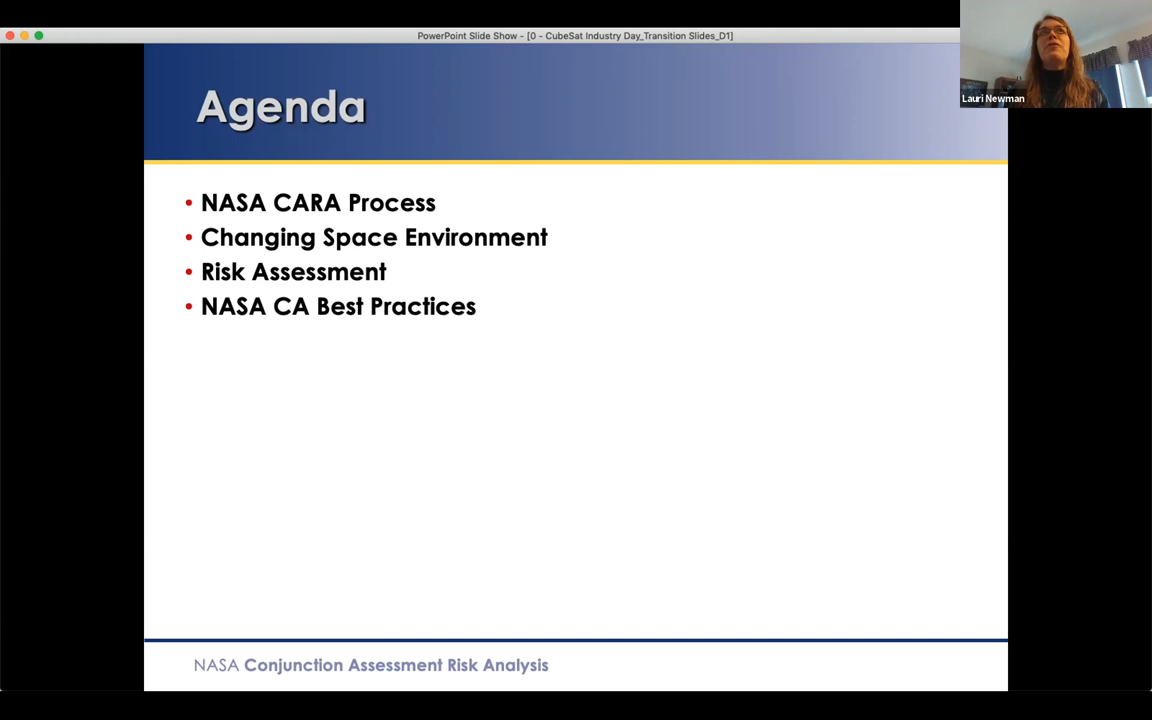 PowerPoint Slide Show - [0 - CubeSat Industry Day_Transition Slides_D1]
Lauri Newman
Agenda
• NASA CARA Process
• Changing Space Environment
• Risk Assessment
• NASA CA Best Practices
NASA Conjunction Assessment Risk Analysis